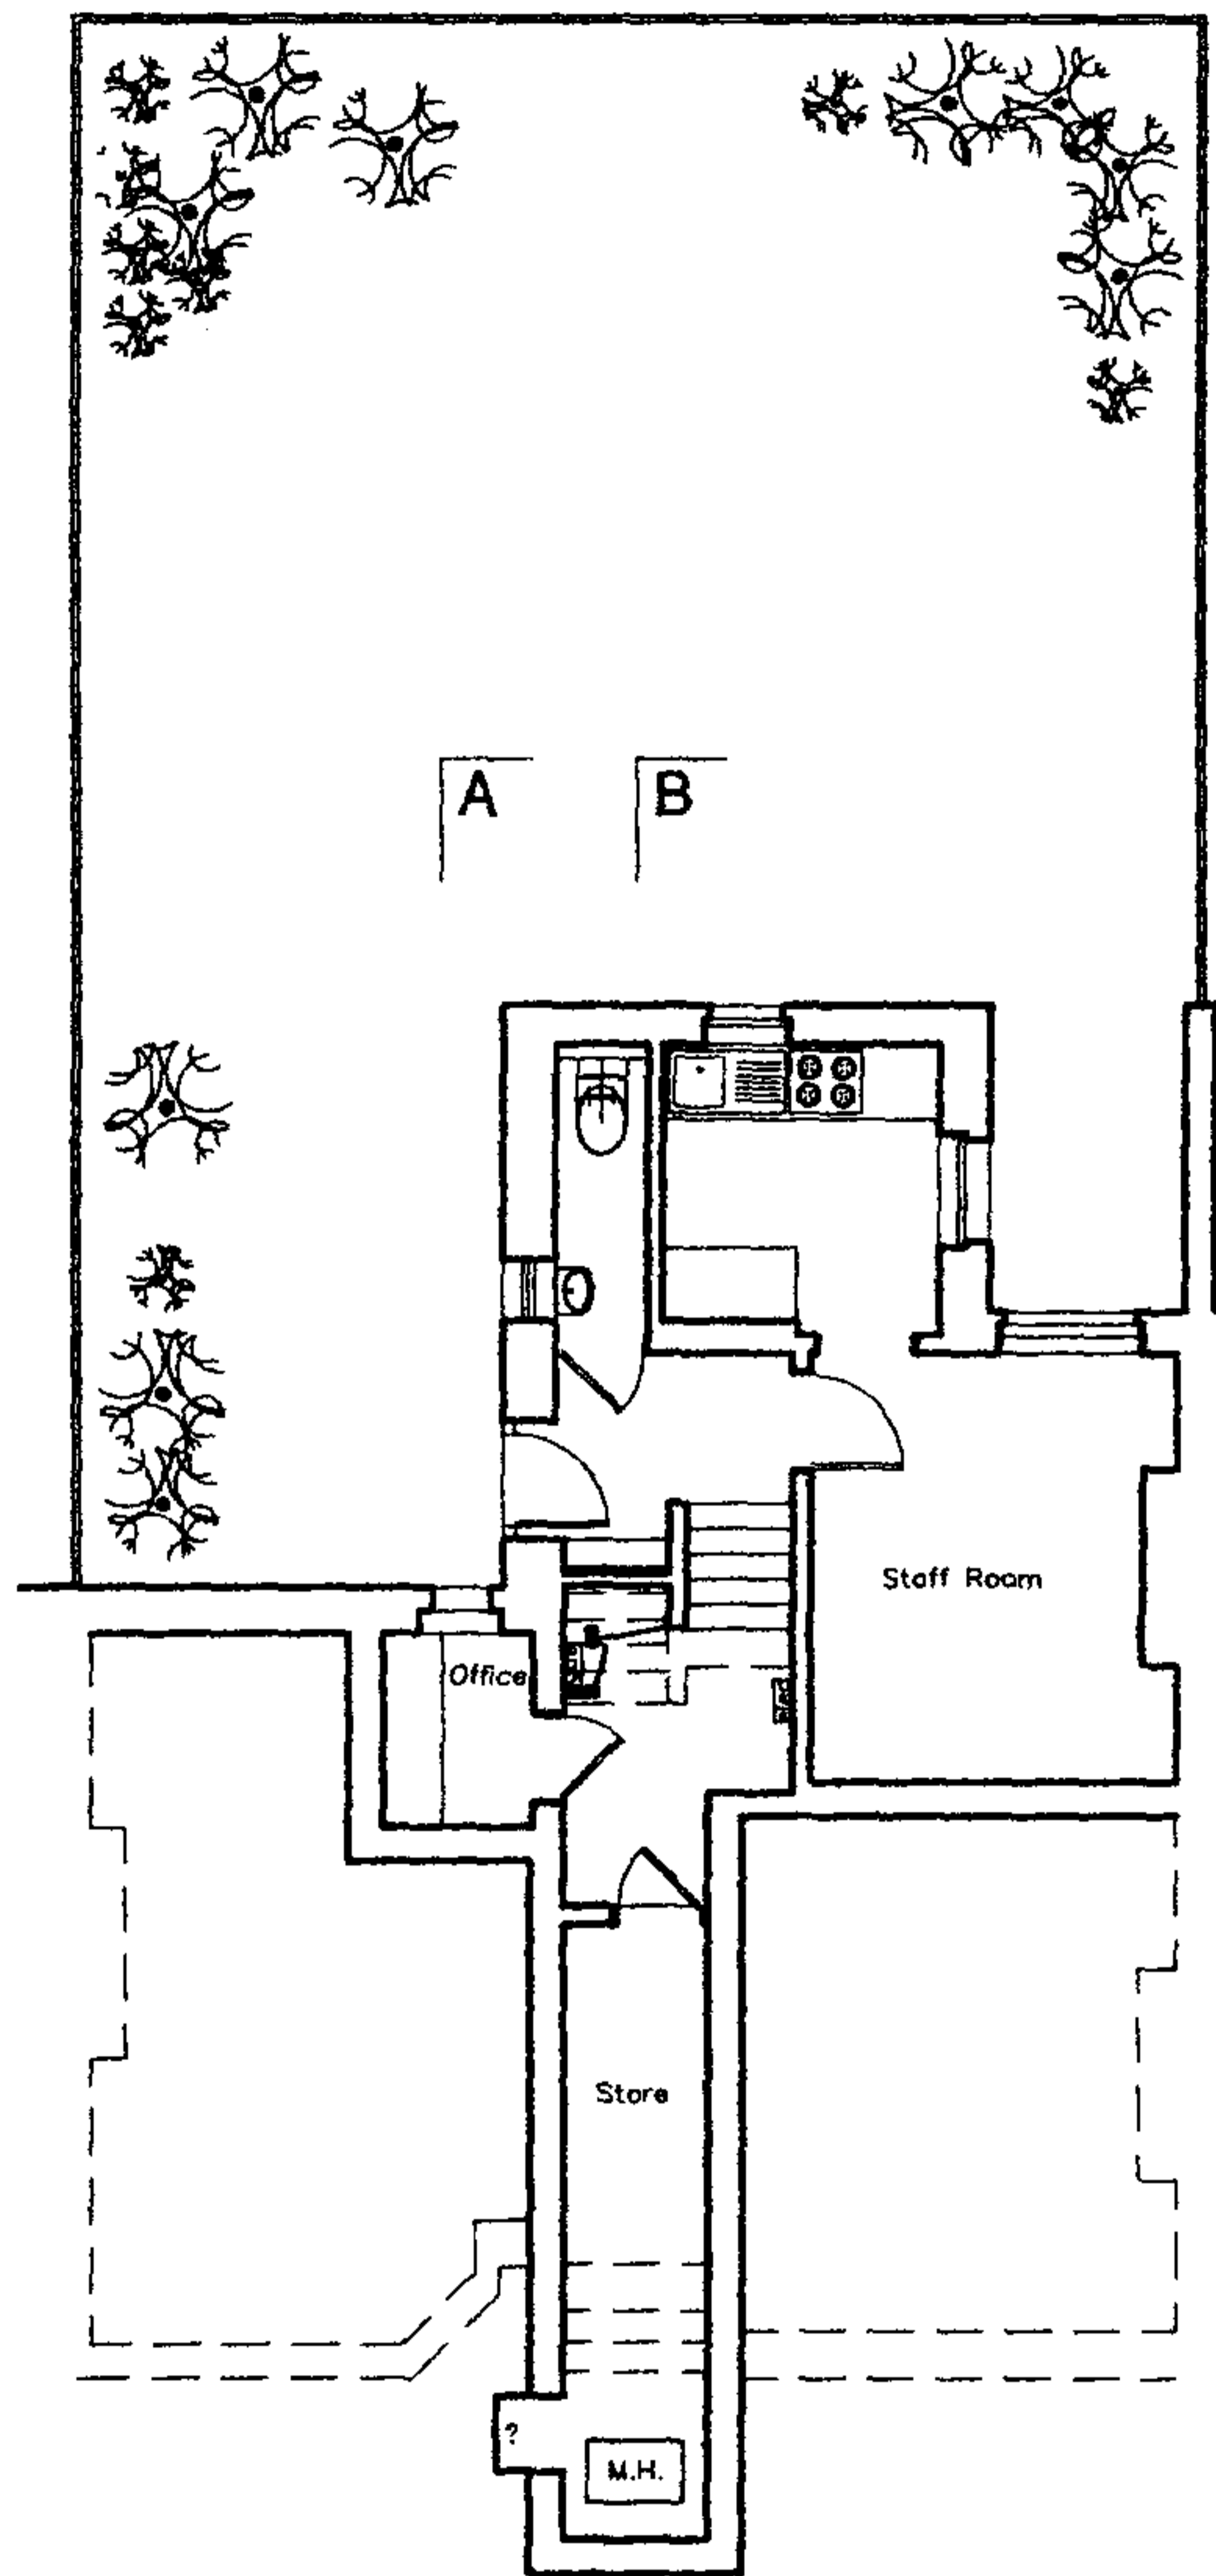 A
B
Staff Room
Office
Store
?
M.H.